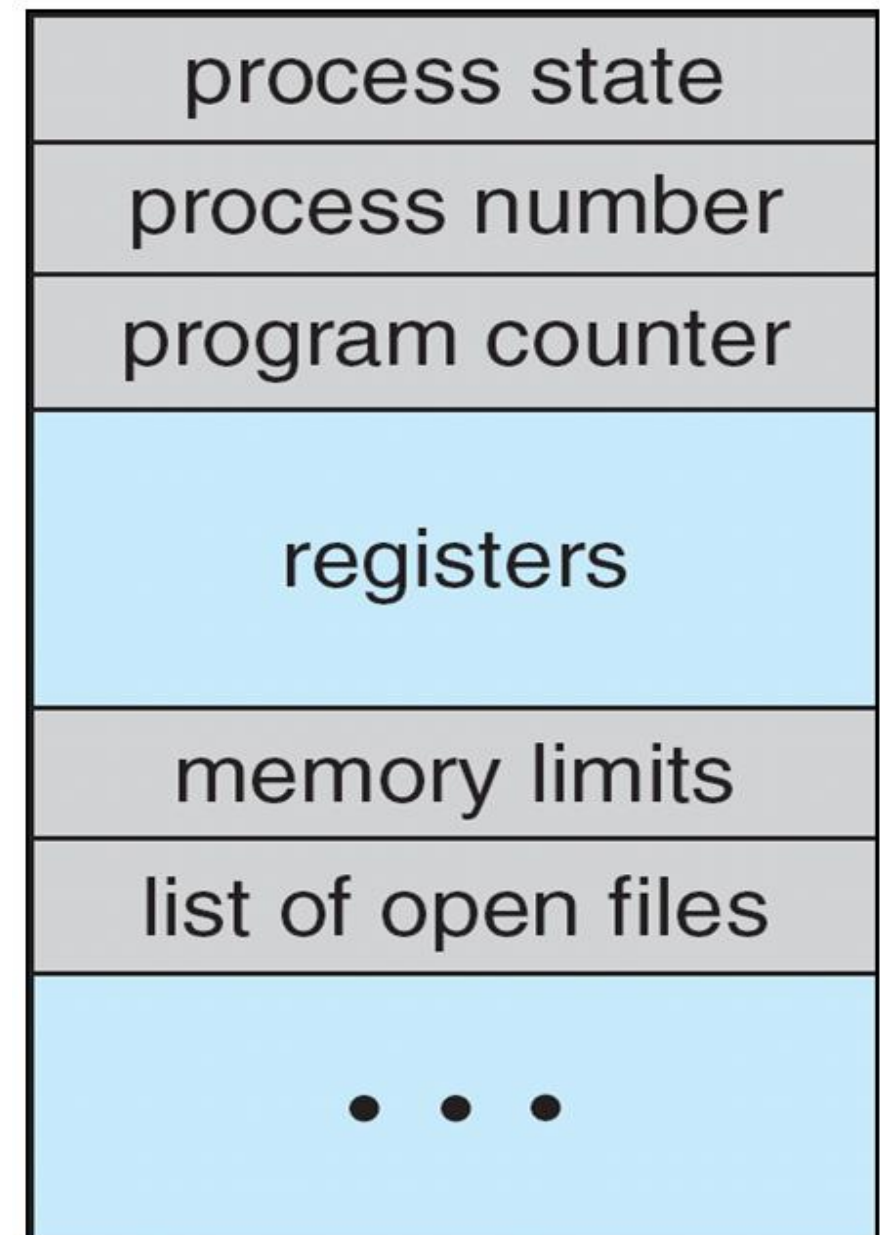 process state
process number
program counter
registers
memory limits
list of open files
• • •